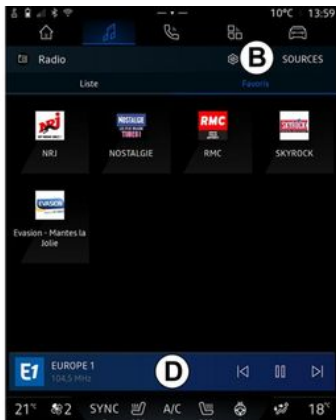 10°C 13:59
Radio B SOURCES
Liste Favoris
NRJ
NOSTALGIE
RMC
SKYROCK
NRJ NOSTALGIE RMC SKYROCK
EVASION
Evasion - Mantes la
Jolie
E1 EUROPE 1
104,5 MHz
D
21°c 2 SYNC A/C 18°c